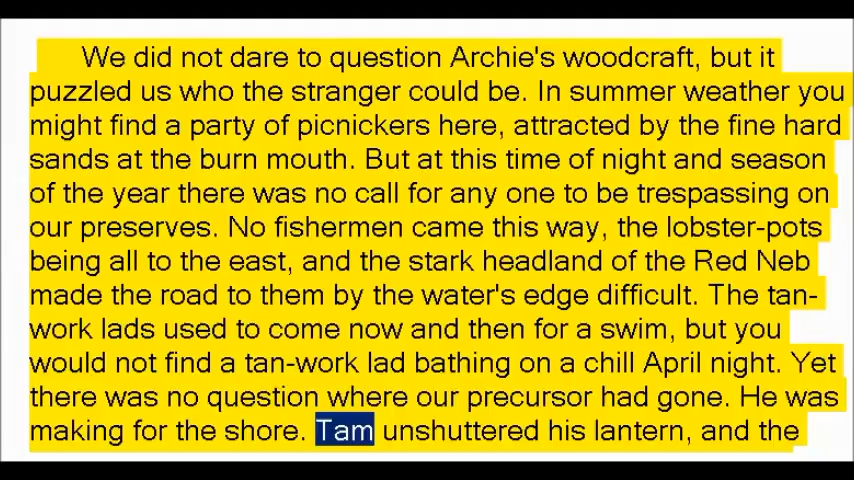 We did not dare to question Archie's woodcraft, but it
puzzled us who the stranger could be. In summer weather you
might find a party of picnickers here, attracted by the fine hard
sands at the burn mouth. But at this time of night and season
of the year there was no call for any one to be trespassing on
our preserves. No fishermen came this way, the lobster-pots
being all to the east, and the stark headland of the Red Neb
made the road to them by the water's edge difficult. The tan-
work lads used to come now and then for a swim, but you
would not find a tan-work lad bathing on a chill April night. Yet
there was no question where our precursor had gone. He was
making for the shore. Tam unshuttered his lantern, and the